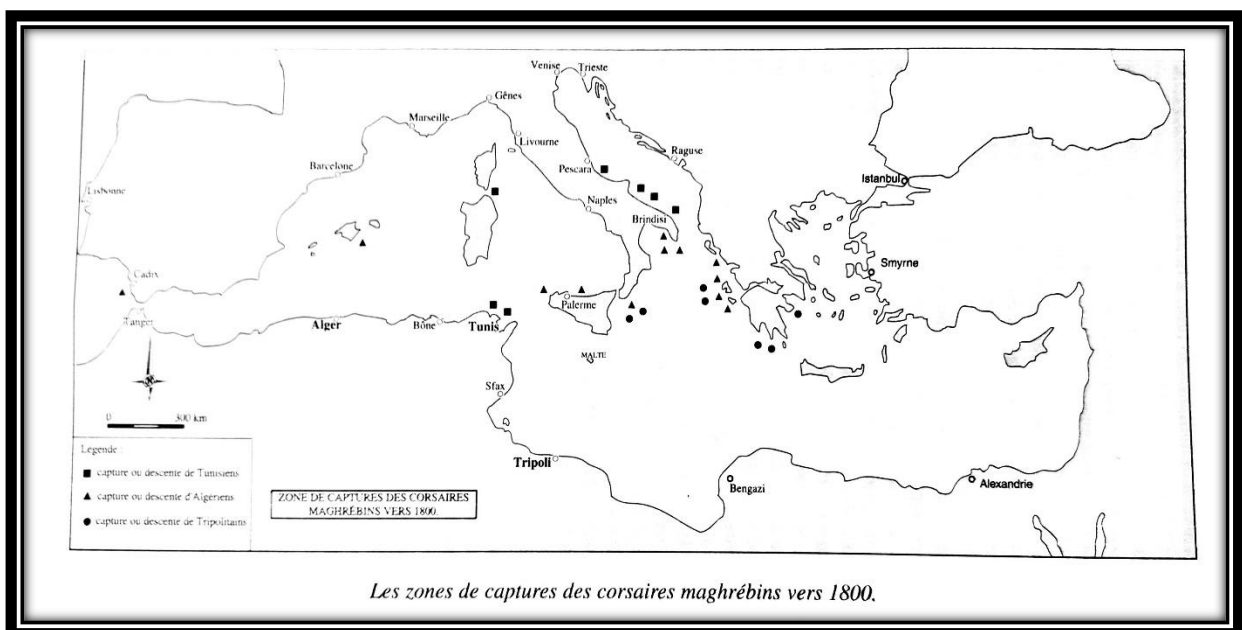 Venise Trieste
Gênes
Marseille
Livourne
Raguse
Barcelone
Pescara
Istanbul
Lisbonne
Naples
Brindisi
Smyrne
Cadix
Palerme
Tanger
Alger
Bône
Tunis
MALTE
Sfax
0 300 km
Légende :
Tripoli
capture ou descente de Tunisiens
Bengazi
Alexandrie
capture ou descente d'Algériens
ZONE DE CAPTURES DES CORSAIRES
MAGHRÉBINS VERS 1800.
capture ou descente de Tripolitains
Les zones de captures des corsaires maghrébins vers 1800.